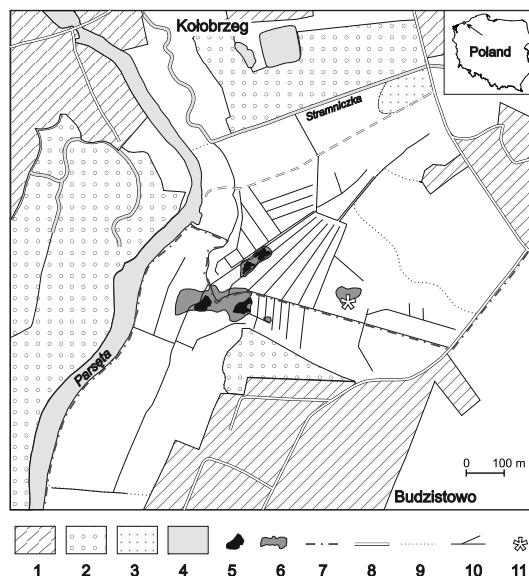 Kołobrzeg
Poland
Stramniczka
Parsęta
0 100 m
Budzistowo
1 2 3 4 5 6 7 8 9 10 11